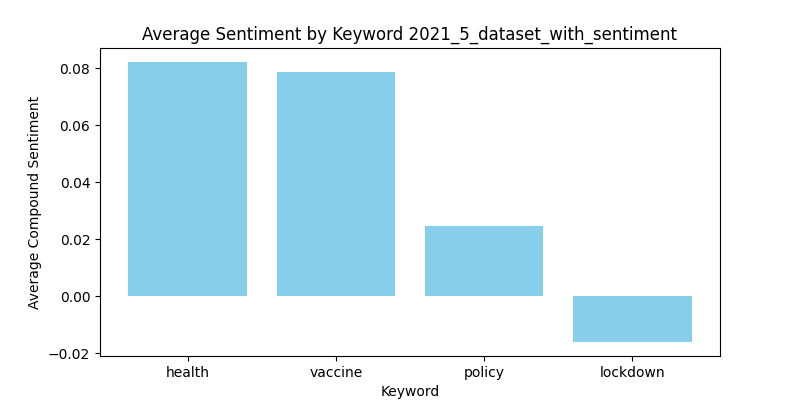 Average Sentiment by Keyword 2021_5_dataset_with_sentiment
Average Compound Sentiment
0.08
0.06
0.04
0.02
0.00
−0.02
health vaccine policy lockdown
Keyword